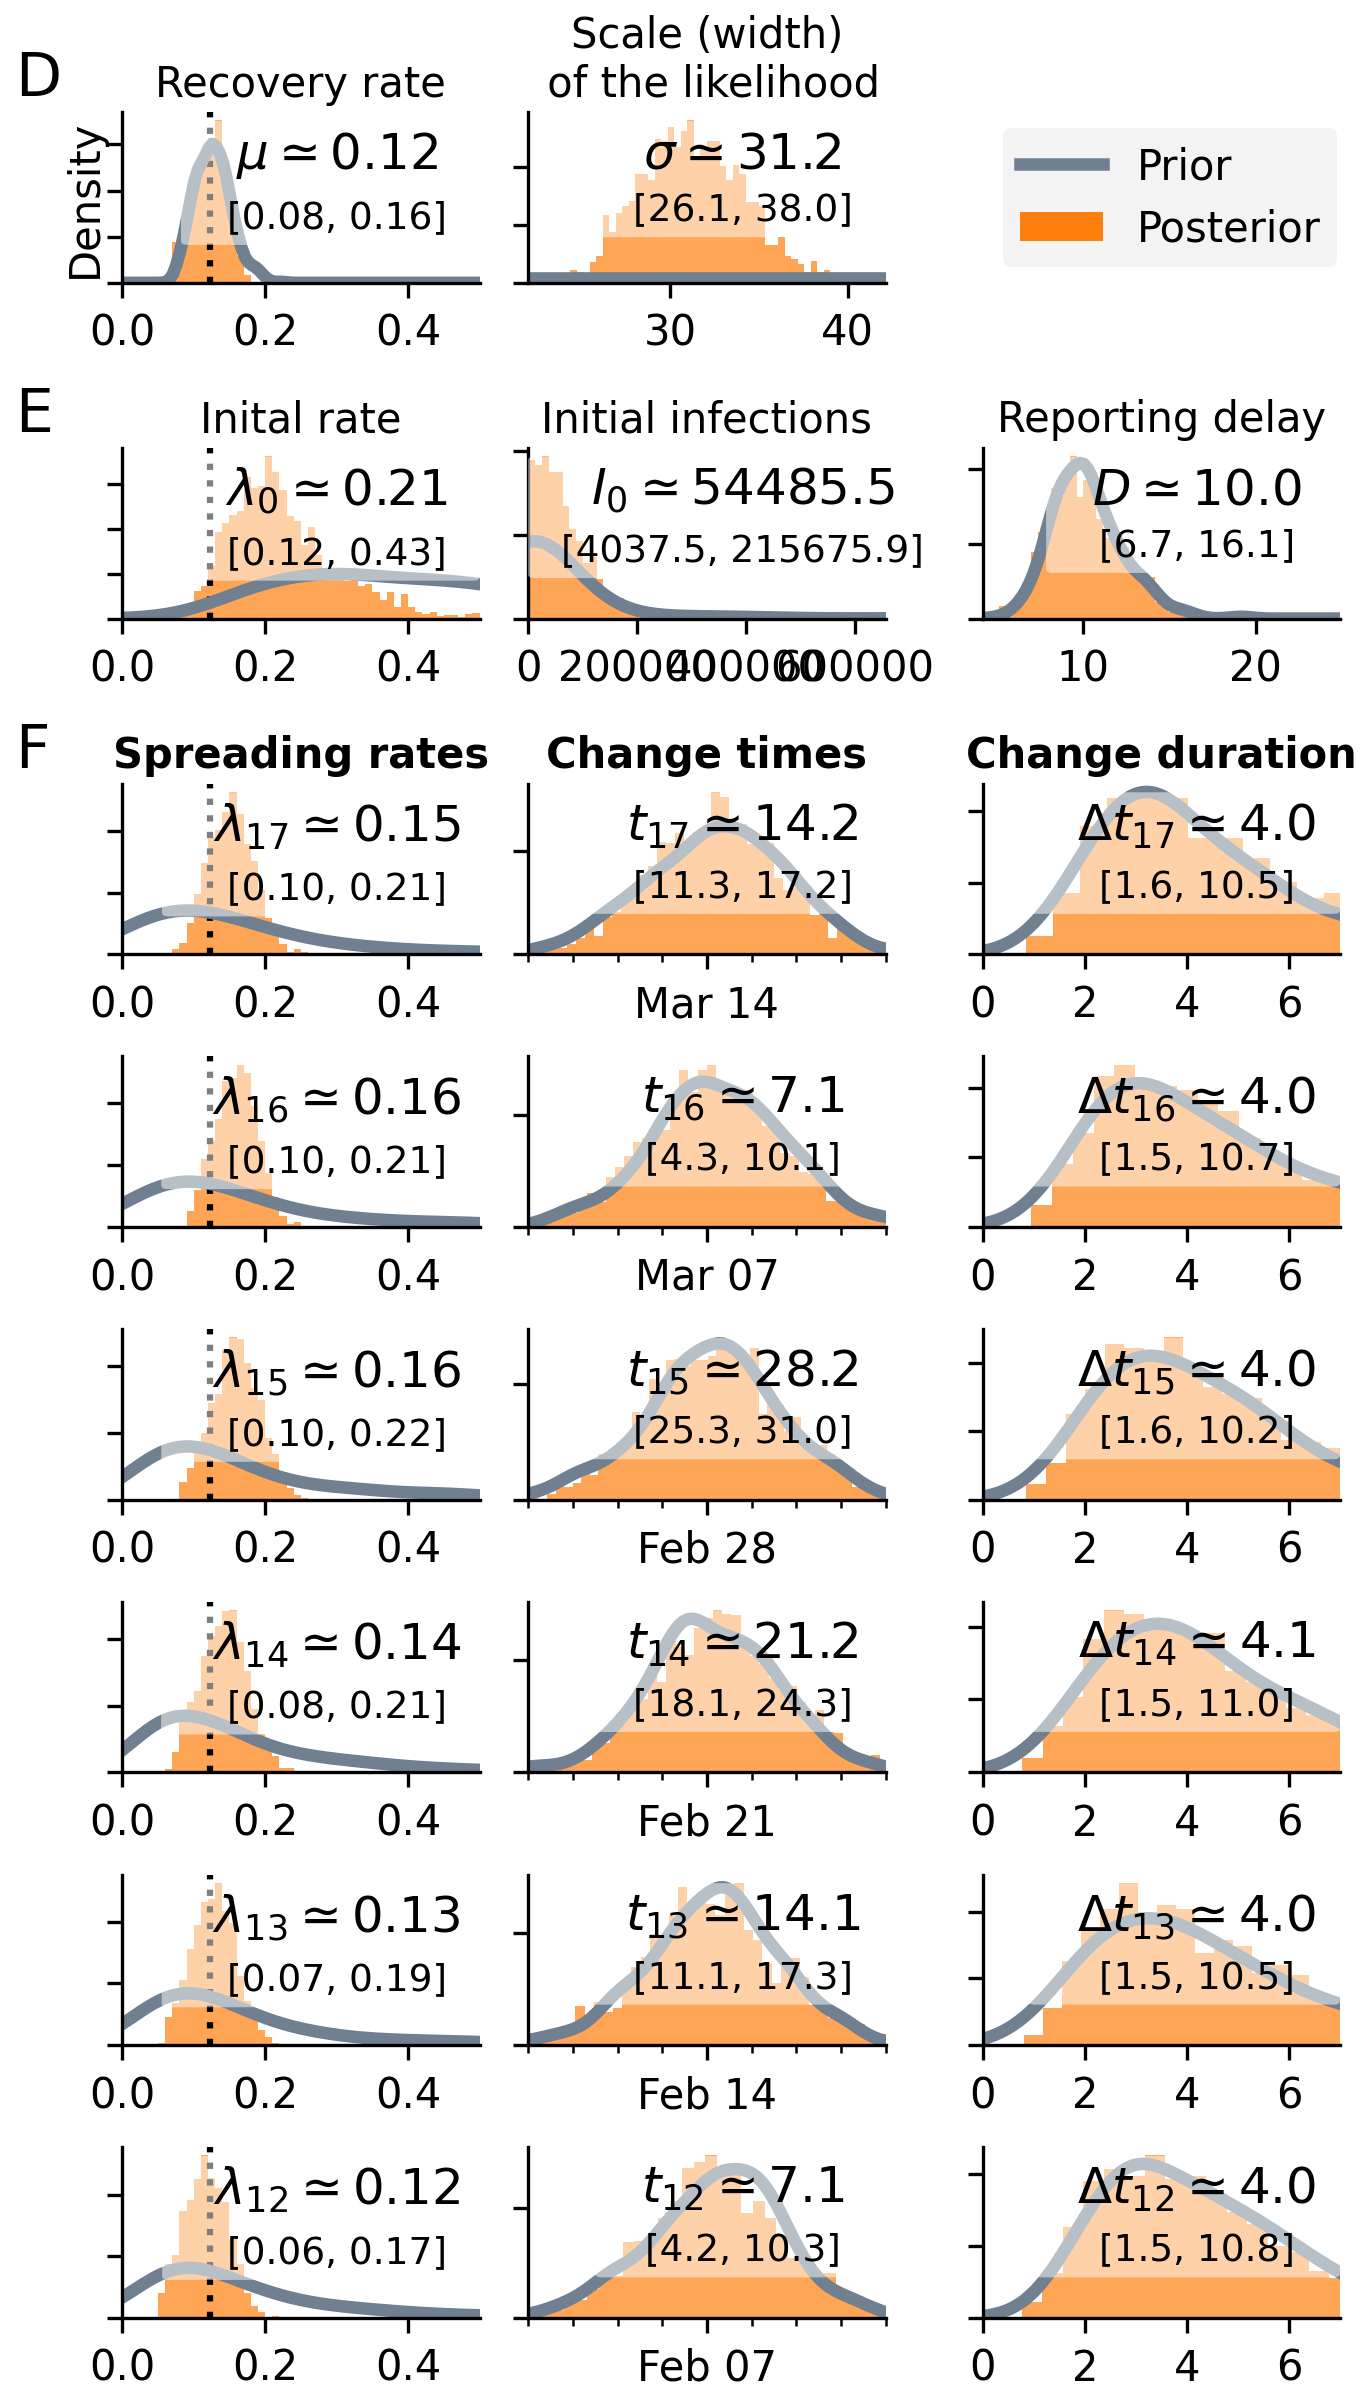 D
Recovery rate
Scale (width)
of the likelihood
Density
μ ≃ 0.12
[0.08, 0.16]
0.0 0.2 0.4
σ ≃ 31.2
[26.1, 38.0]
30 40
Prior
Posterior
E
Inital rate
λ0 ≃ 0.21
[0.12, 0.43]
0.0 0.2 0.4
Initial infections
I0 ≃ 54485.5
[4037.5, 215675.9]
0 200000 400000 600000
Reporting delay
D ≃ 10.0
[6.7, 16.1]
10 20
F
Spreading rates
Change times
Change duration
λ17 ≃ 0.15
[0.10, 0.21]
0.0 0.2 0.4
t17 ≃ 14.2
[11.3, 17.2]
Mar 14
Δt17 ≃ 4.0
[1.6, 10.5]
0 2 4 6
λ16 ≃ 0.16
[0.10, 0.21]
0.0 0.2 0.4
t16 ≃ 7.1
[4.3, 10.1]
Mar 07
Δt16 ≃ 4.0
[1.5, 10.7]
0 2 4 6
λ15 ≃ 0.16
[0.10, 0.22]
0.0 0.2 0.4
t15 ≃ 28.2
[25.3, 31.0]
Feb 28
Δt15 ≃ 4.0
[1.6, 10.2]
0 2 4 6
λ14 ≃ 0.14
[0.08, 0.21]
0.0 0.2 0.4
t14 ≃ 21.2
[18.1, 24.3]
Feb 21
Δt14 ≃ 4.1
[1.5, 11.0]
0 2 4 6
λ13 ≃ 0.13
[0.07, 0.19]
0.0 0.2 0.4
t13 ≃ 14.1
[11.1, 17.3]
Feb 14
Δt13 ≃ 4.0
[1.5, 10.5]
0 2 4 6
λ12 ≃ 0.12
[0.06, 0.17]
0.0 0.2 0.4
t12 ≃ 7.1
[4.2, 10.3]
Feb 07
Δt12 ≃ 4.0
[1.5, 10.8]
0 2 4 6